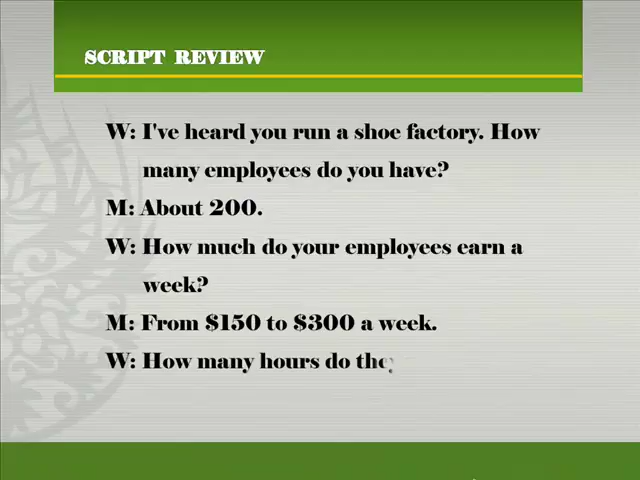 SCRIPT REVIEW
W: I've heard you run a shoe factory. How
many employees do you have?
M: About 200.
W: How much do your employees earn a
week?
M: From $150 to $300 a week.
W: How many hours do they